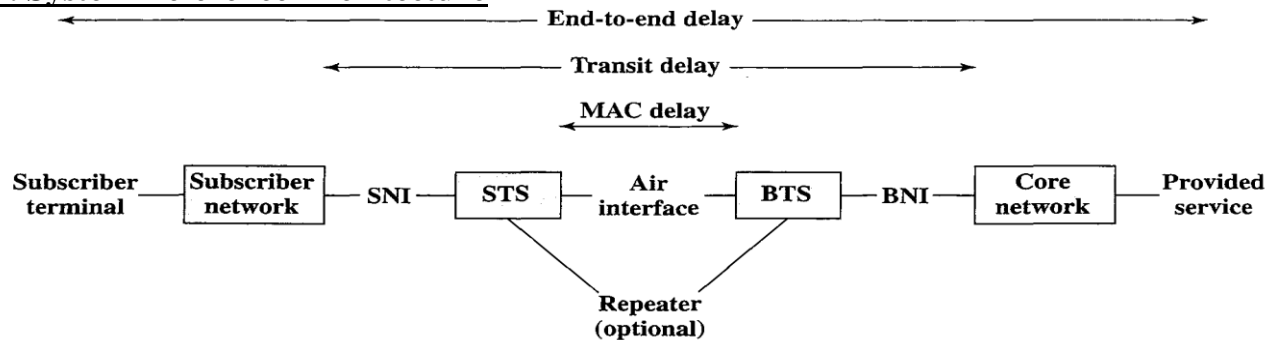 End-to-end delay
Transit delay
MAC delay
Subscriber
terminal
Subscriber
network
SNI
STS
Air
interface
BTS
BNI
Core
network
Provided
service
Repeater
(optional)